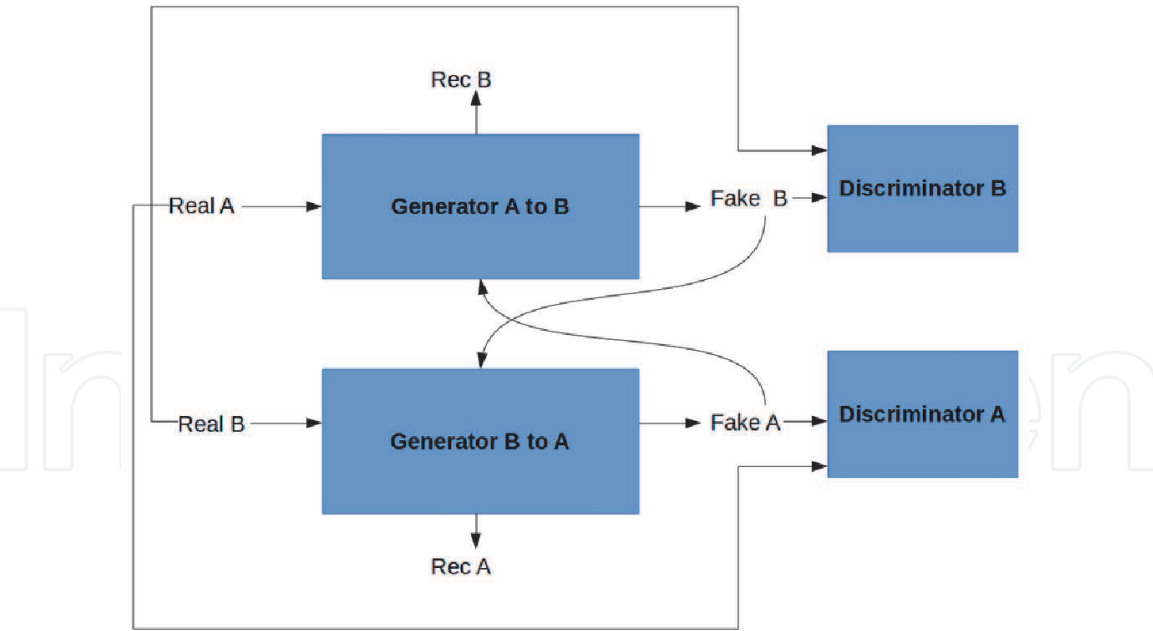 Rec B
Real A
Generator A to B
Fake B
Discriminator B
Real B
Generator B to A
Fake A
Discriminator A
Rec A